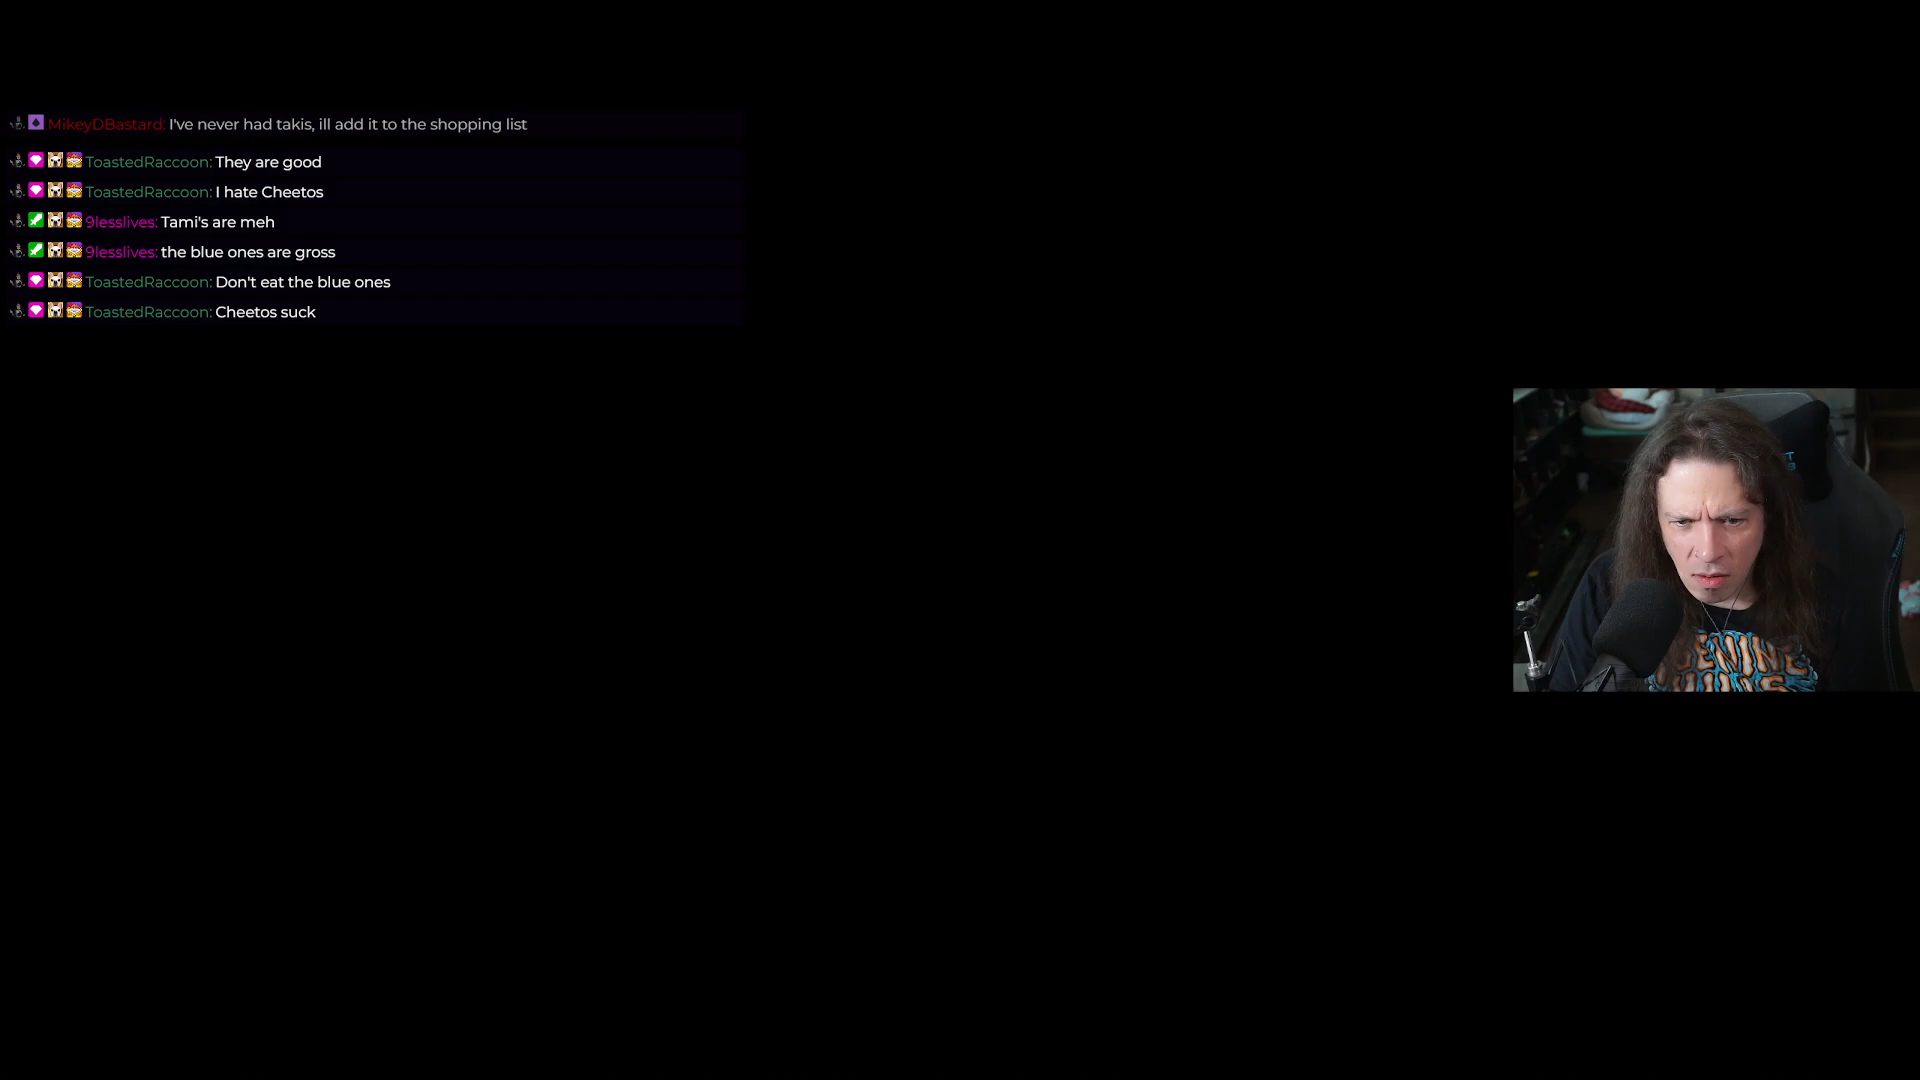 MikeyDBastard: I've never had takis, ill add it to the shopping list
ToastedRaccoon: They are good
ToastedRaccoon: I hate Cheetos
9lesslives: Tami's are meh
9lesslives: the blue ones are gross
ToastedRaccoon: Don't eat the blue ones
ToastedRaccoon: Cheetos suck